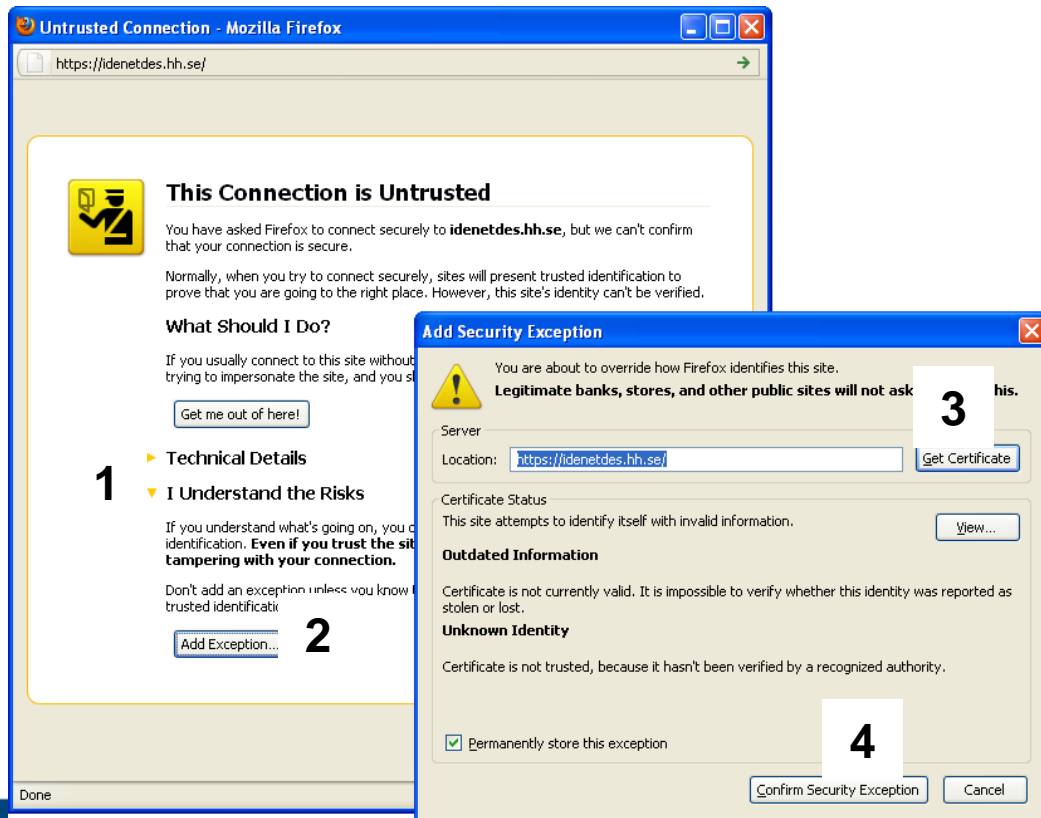 Untrusted Connection - Mozilla Firefox
https://idenetdes.hh.se/
This Connection is Untrusted
You have asked Firefox to connect securely to idenetdes.hh.se, but we can't confirm
that your connection is secure.
Normally, when you try to connect securely, sites will present trusted identification to
prove that you are going to the right place. However, this site's identity can't be verified.
What Should I Do?
If you usually connect to this site without
trying to impersonate the site, and you
Get me out of here!
Technical Details
1
I Understand the Risks
If you understand what's going on, you
identification. Even if you trust the
tampering with your connection.
Don't add an exception unless you know
trusted
Add Exception...
2
Done
Add Security Exception
You are about to override how Firefox identifies this site.
Legitimate banks, stores, and other public sites will not ask
3
Server
Location: https://idenetdes.hh.se/
Get Certificate
Certificate Status
This site attempts to identify itself with invalid information.
View...
Outdated Information
Certificate is not currently valid. It is impossible to verify whether this identity was reported as
stolen or lost.
Unknown Identity
Certificate is not trusted, because it hasn't been verified by a recognized authority.
Permanently store this exception
4
Confirm Security Exception
Cancel